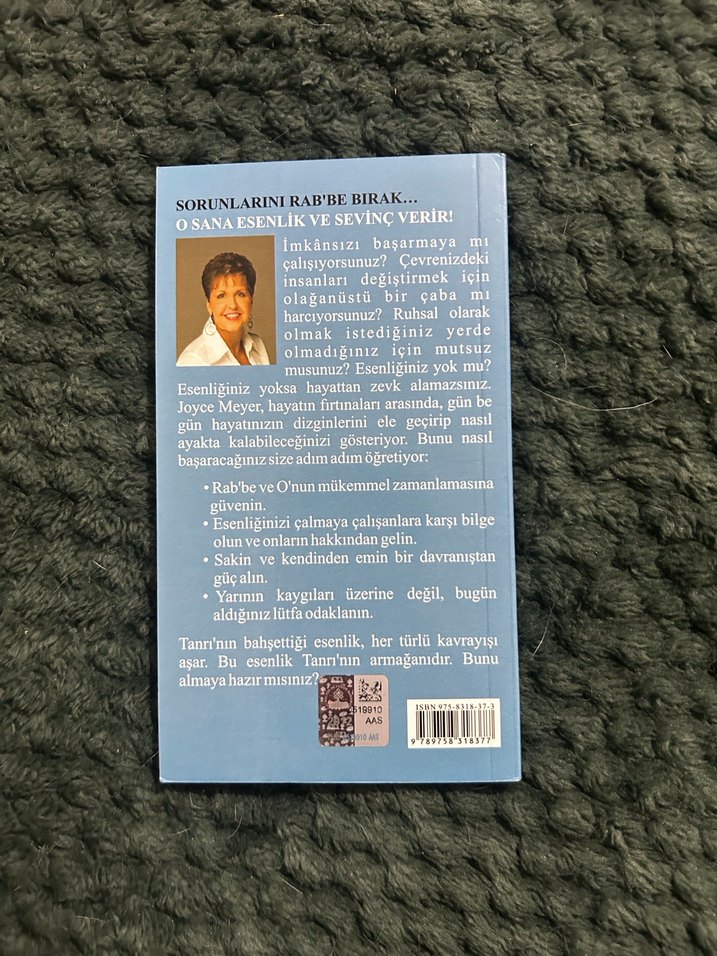 SORUNLARINI RAB'BE BIRAK...
O SANA ESENLİK VE SEVİNÇ VERİR!
İmkânsızı başarmaya mı
çalışıyorsunuz? Çevrenizdeki
insanları değiştirmek için
olağanüstü bir çaba mı
harcıyorsunuz? Ruhsal olarak
olmak istediğiniz yerde
olmadığınız için mutsuz
musunuz? Esenliğiniz yok mu?
Esenliğiniz yoksa hayattan zevk alamazsınız.
Joyce Meyer, hayatın fırtınaları arasında, gün be
gün hayatınızın dizginlerini ele geçirip nasıl
ayakta kalabileceğinizi gösteriyor. Bunu nasıl
başaracağınız size adım adım öğretiyor:
• Rab'be ve O'nun mükemmel zamanlamasına
güvenin.
• Esenliğinizi çalmaya çalışanlara karşı bilge
olun ve onların hakkından gelin.
• Sakin ve kendinden emin bir davranıştan
güç alın.
• Yarının kaygıları üzerine değil, bugün
aldığınız lütfa odaklanın.
Tanrı'nın bahşettiği esenlik, her türlü kavrayışı
aşar. Bu esenlik Tanrı'nın armağanıdır. Bunu
almaya hazır mısınız?
619910
AAS
ISBN 975-8318-37-3
9 789758 318377